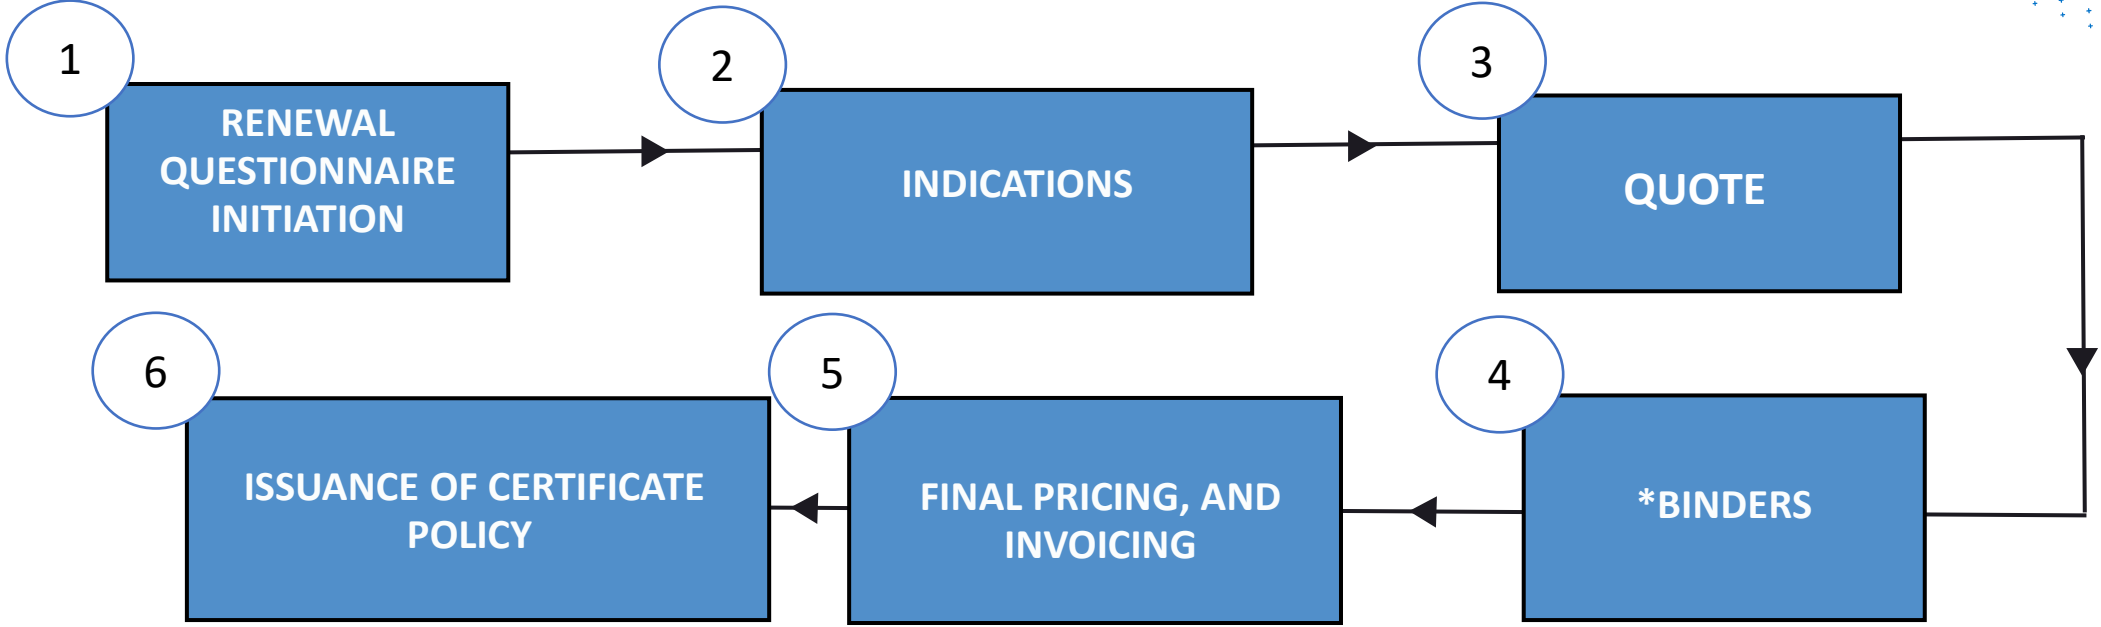 1
RENEWAL
QUESTIONNAIRE
INITIATION
2
INDICATIONS
3
QUOTE
4
*BINDERS
5
FINAL PRICING, AND
INVOICING
6
ISSUANCE OF CERTIFICATE
POLICY